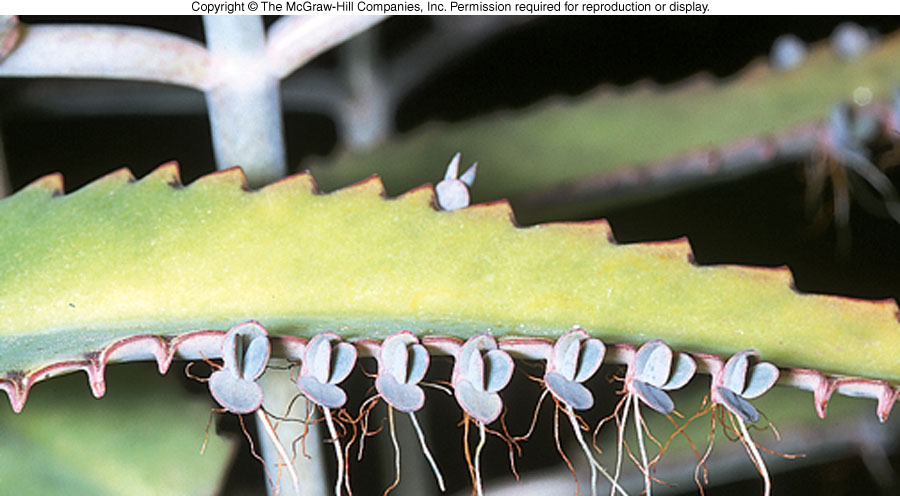 Copyright © The McGraw-Hill Companies, Inc. Permission required for reproduction or display.